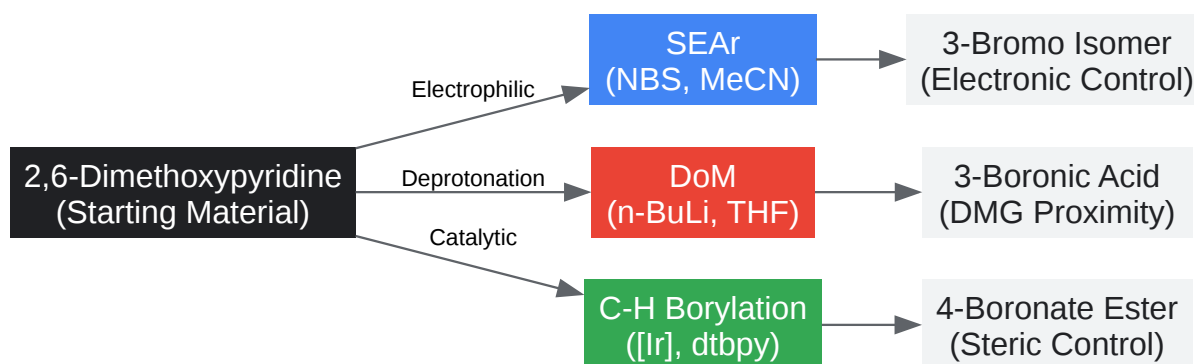 2,6-Dimethoxypyridine
(Starting Material)
Electrophilic
Deprotonation
Catalytic
SEAr
(NBS, MeCN)
3-Bromo Isomer
(Electronic Control)
DoM
(n-BuLi, THF)
3-Boronic Acid
(DMG Proximity)
C-H Borylation
([Ir], dtbpy)
4-Boronate Ester
(Steric Control)